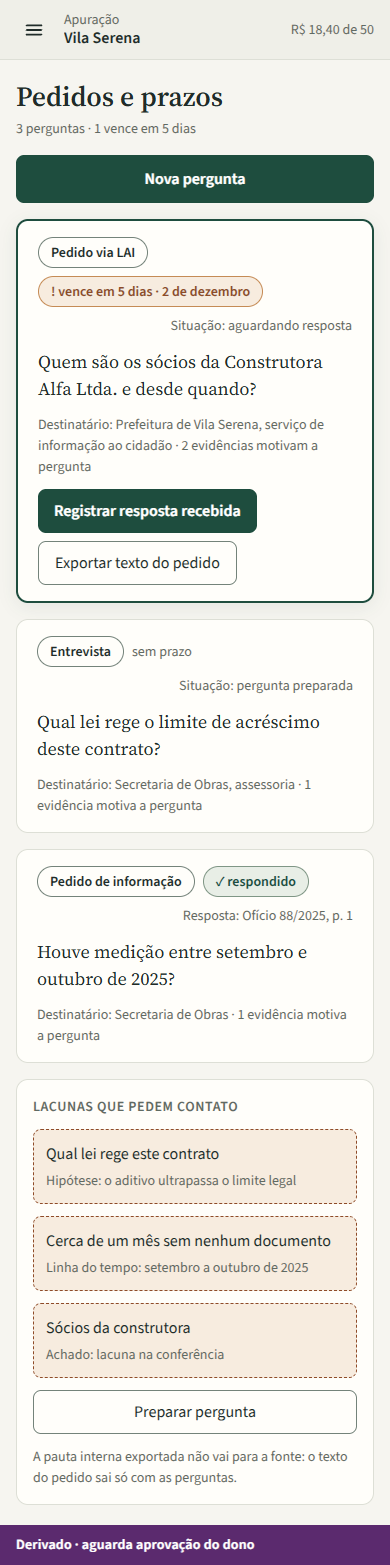 Apuração
Vila Serena
R$ 18,40 de 50
Pedidos e prazos
3 perguntas · 1 vence em 5 dias
Nova pergunta
Pedido via LAI
! vence em 5 dias · 2 de dezembro
Situação: aguardando resposta
Quem são os sócios da Construtora
Alfa Ltda. e desde quando?
Destinatário: Prefeitura de Vila Serena, serviço de
informação ao cidadão · 2 evidências motivam a
pergunta
Registrar resposta recebida
Exportar texto do pedido
Entrevista
sem prazo
Situação: pergunta preparada
Qual lei rege o limite de acréscimo
deste contrato?
Destinatário: Secretaria de Obras, assessoria · 1
evidência motiva a pergunta
Pedido de informação
✓ respondido
Resposta: Ofício 88/2025, p. 1
Houve medição entre setembro e
outubro de 2025?
Destinatário: Secretaria de Obras · 1 evidência motiva
a pergunta
LACUNAS QUE PEDEM CONTATO
Qual lei rege este contrato
Hipótese: o aditivo ultrapassa o limite legal
Cerca de um mês sem nenhum documento
Linha do tempo: setembro a outubro de 2025
Sócios da construtora
Achado: lacuna na conferência
Preparar pergunta
A pauta interna exportada não vai para a fonte: o texto
do pedido sai só com as perguntas.
Derivado · aguarda aprovação do dono